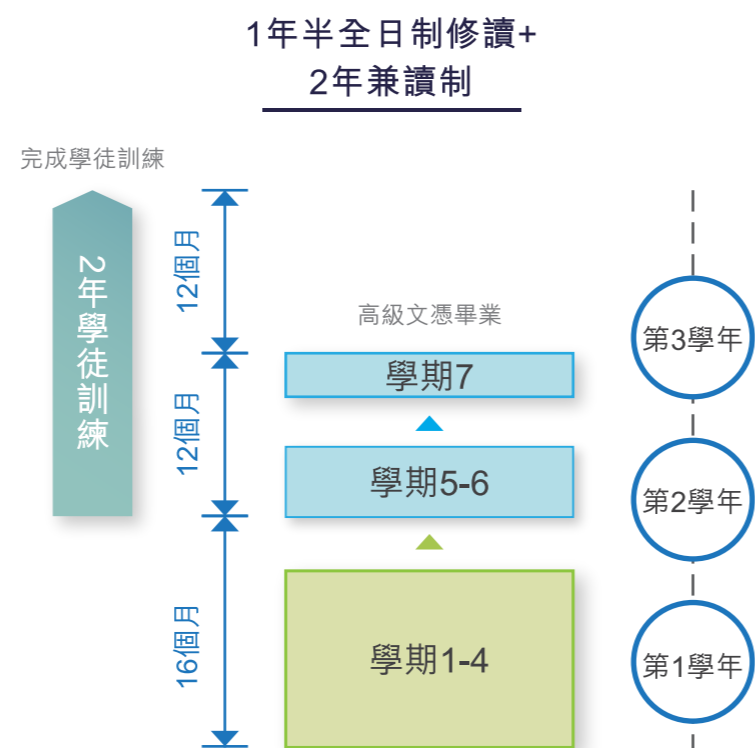 1年半全日制修讀+
2年兼讀制
完成學徒訓練
2年學徒訓練
12個月
12個月
16個月
高級文憑畢業
學期7
學期5-6
學期1-4
第3學年
第2學年
第1學年